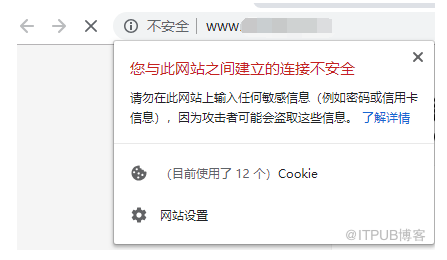 不安全 www.
您与此网站之间建立的连接不安全
请勿在此网站上输入任何敏感信息（例如密码或信用卡
信息），因为攻击者可能会盗取这些信息。 了解详情
（目前使用了 12 个）Cookie
网站设置
@ITPUB博客